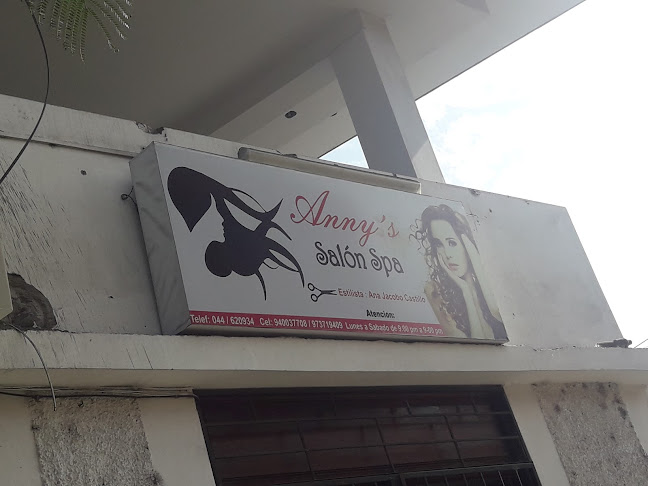 Anny's
Salón Spa
Estilista : Ana Jacobo Castillo
Atencion:
Telef: 044 / 620934 Cel: 940037708 / 973719409 Lunes a Sabado de 9:00 pm a 9:00 pm